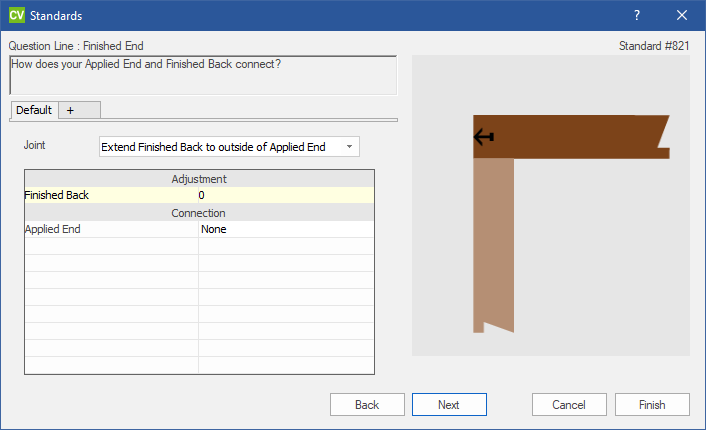 CV Standards ?
Question Line : Finished End
Standard #821
How does your Applied End and Finished Back connect?
Default +
Joint Extend Finished Back to outside of Applied End
Adjustment
Finished Back 0
Connection
Applied End None
Back Next Cancel Finish